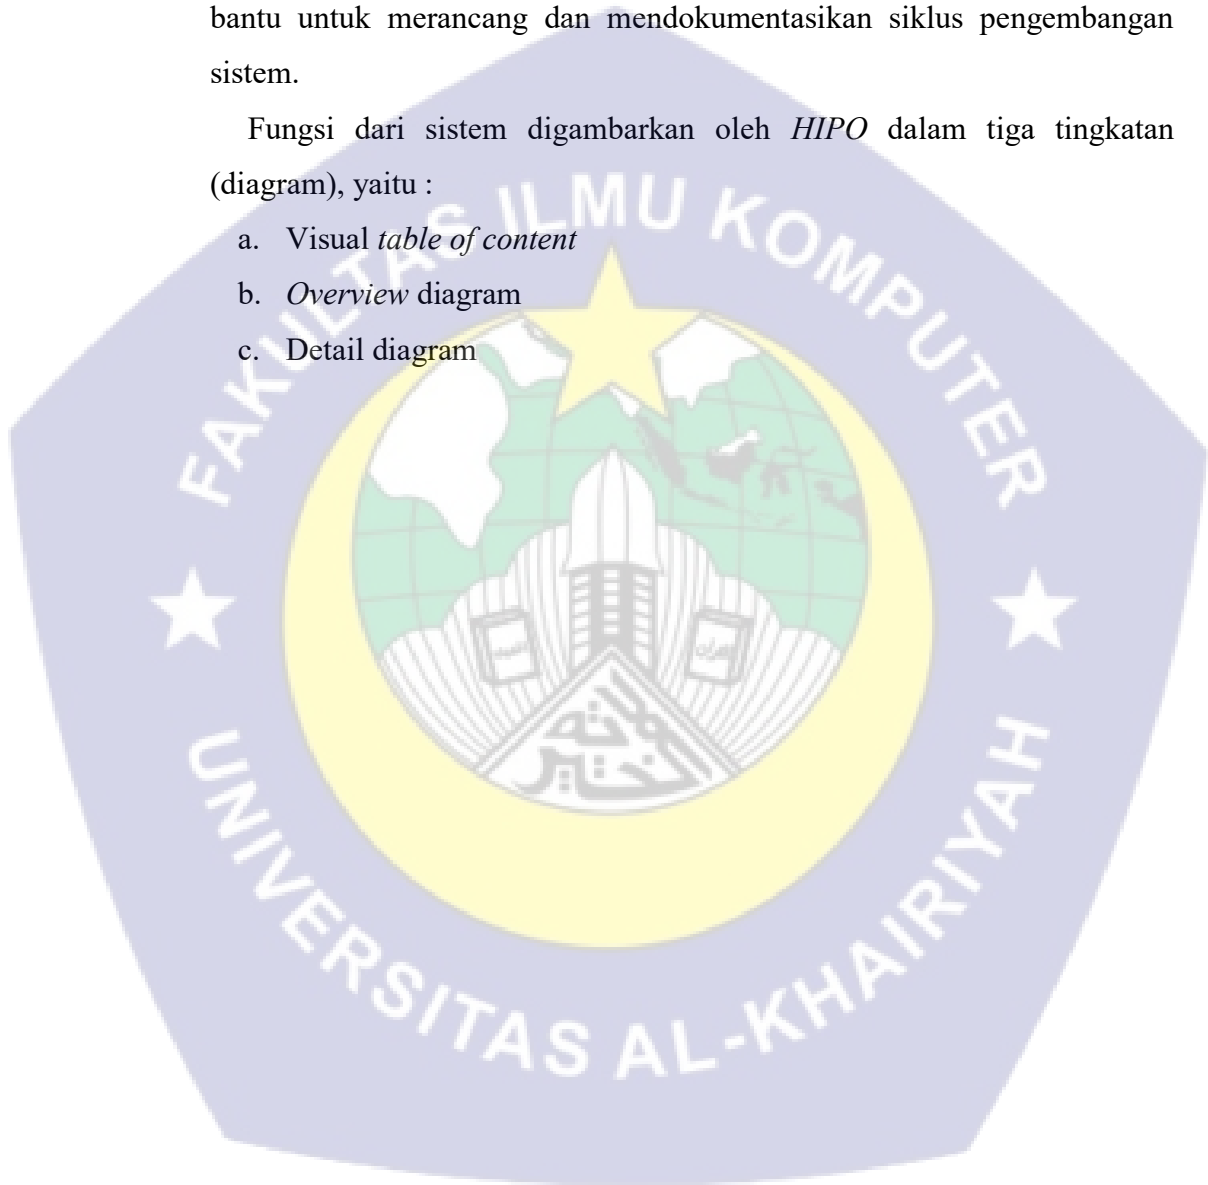 bantu untuk merancang dan mendokumentasikan siklus pengembangan
sistem.
Fungsi dari sistem digambarkan oleh HIPO dalam tiga tingkatan
(diagram), yaitu :
a. Visual table of content
b. Overview diagram
c. Detail diagram
FAKULTAS ILMU KOMPUTER
UNIVERSITAS AL-KHAIRIYAH